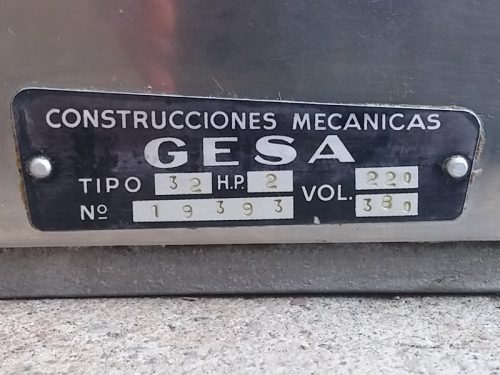 CONSTRUCCIONES MECANICAS
GESA
TIPO 32 H.P. 2 VOL. 220
Nº 19393 380